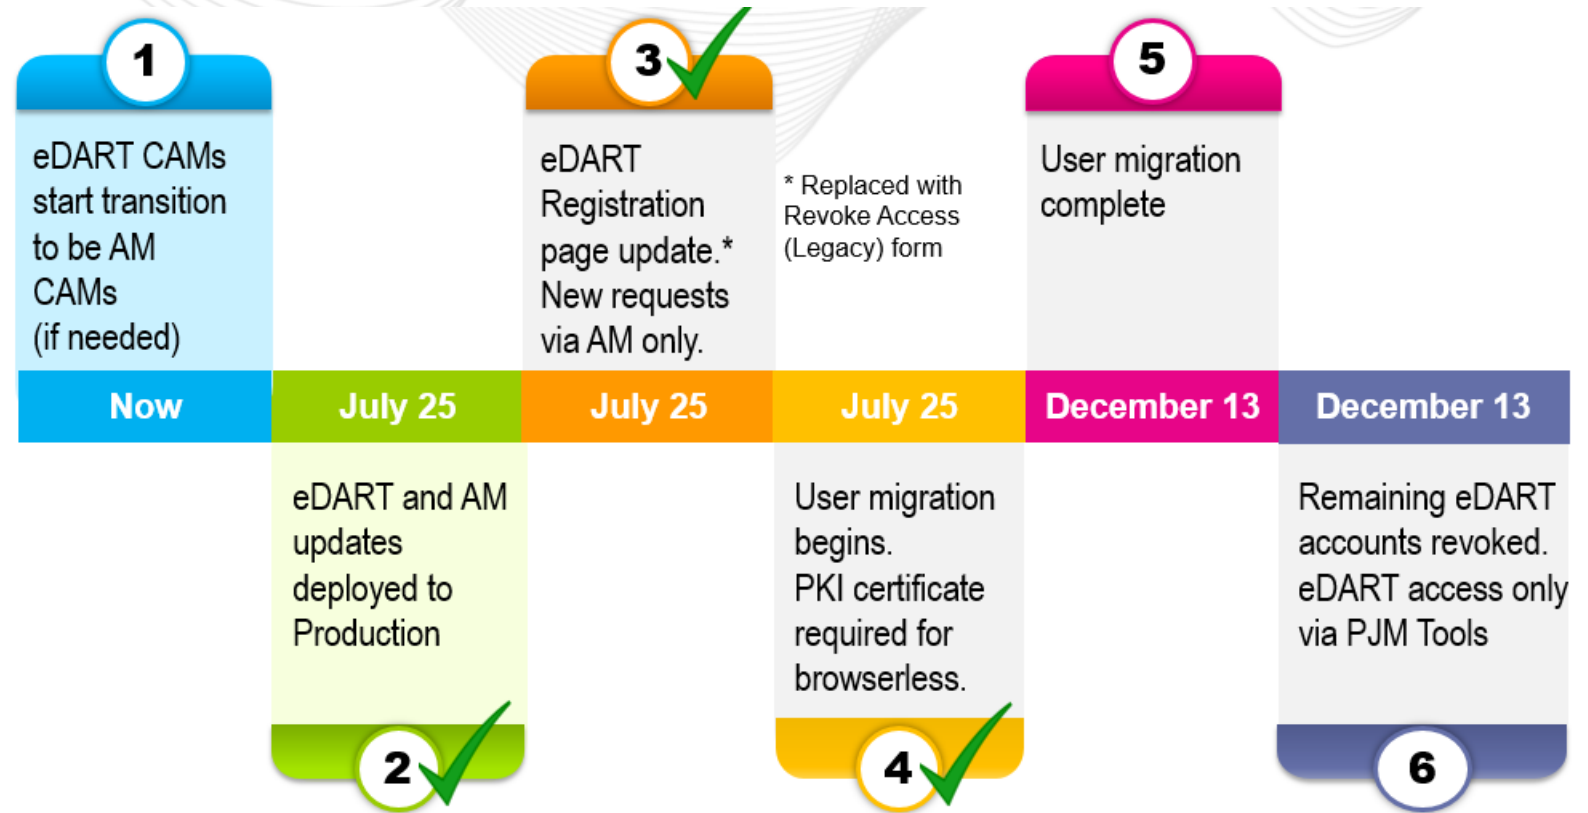 1
eDART CAMs
start transition
to be AM
CAMs
(if needed)
Now
July 25
eDART and AM
updates
deployed to
Production
2
3
eDART
Registration
page update.*
New requests
via AM only.
July 25
* Replaced with
Revoke Access
(Legacy) form
July 25
User migration
begins.
PKI certificate
required for
browserless.
4
5
User migration
complete
December 13
December 13
Remaining eDART
accounts revoked.
eDART access only
via PJM Tools
6